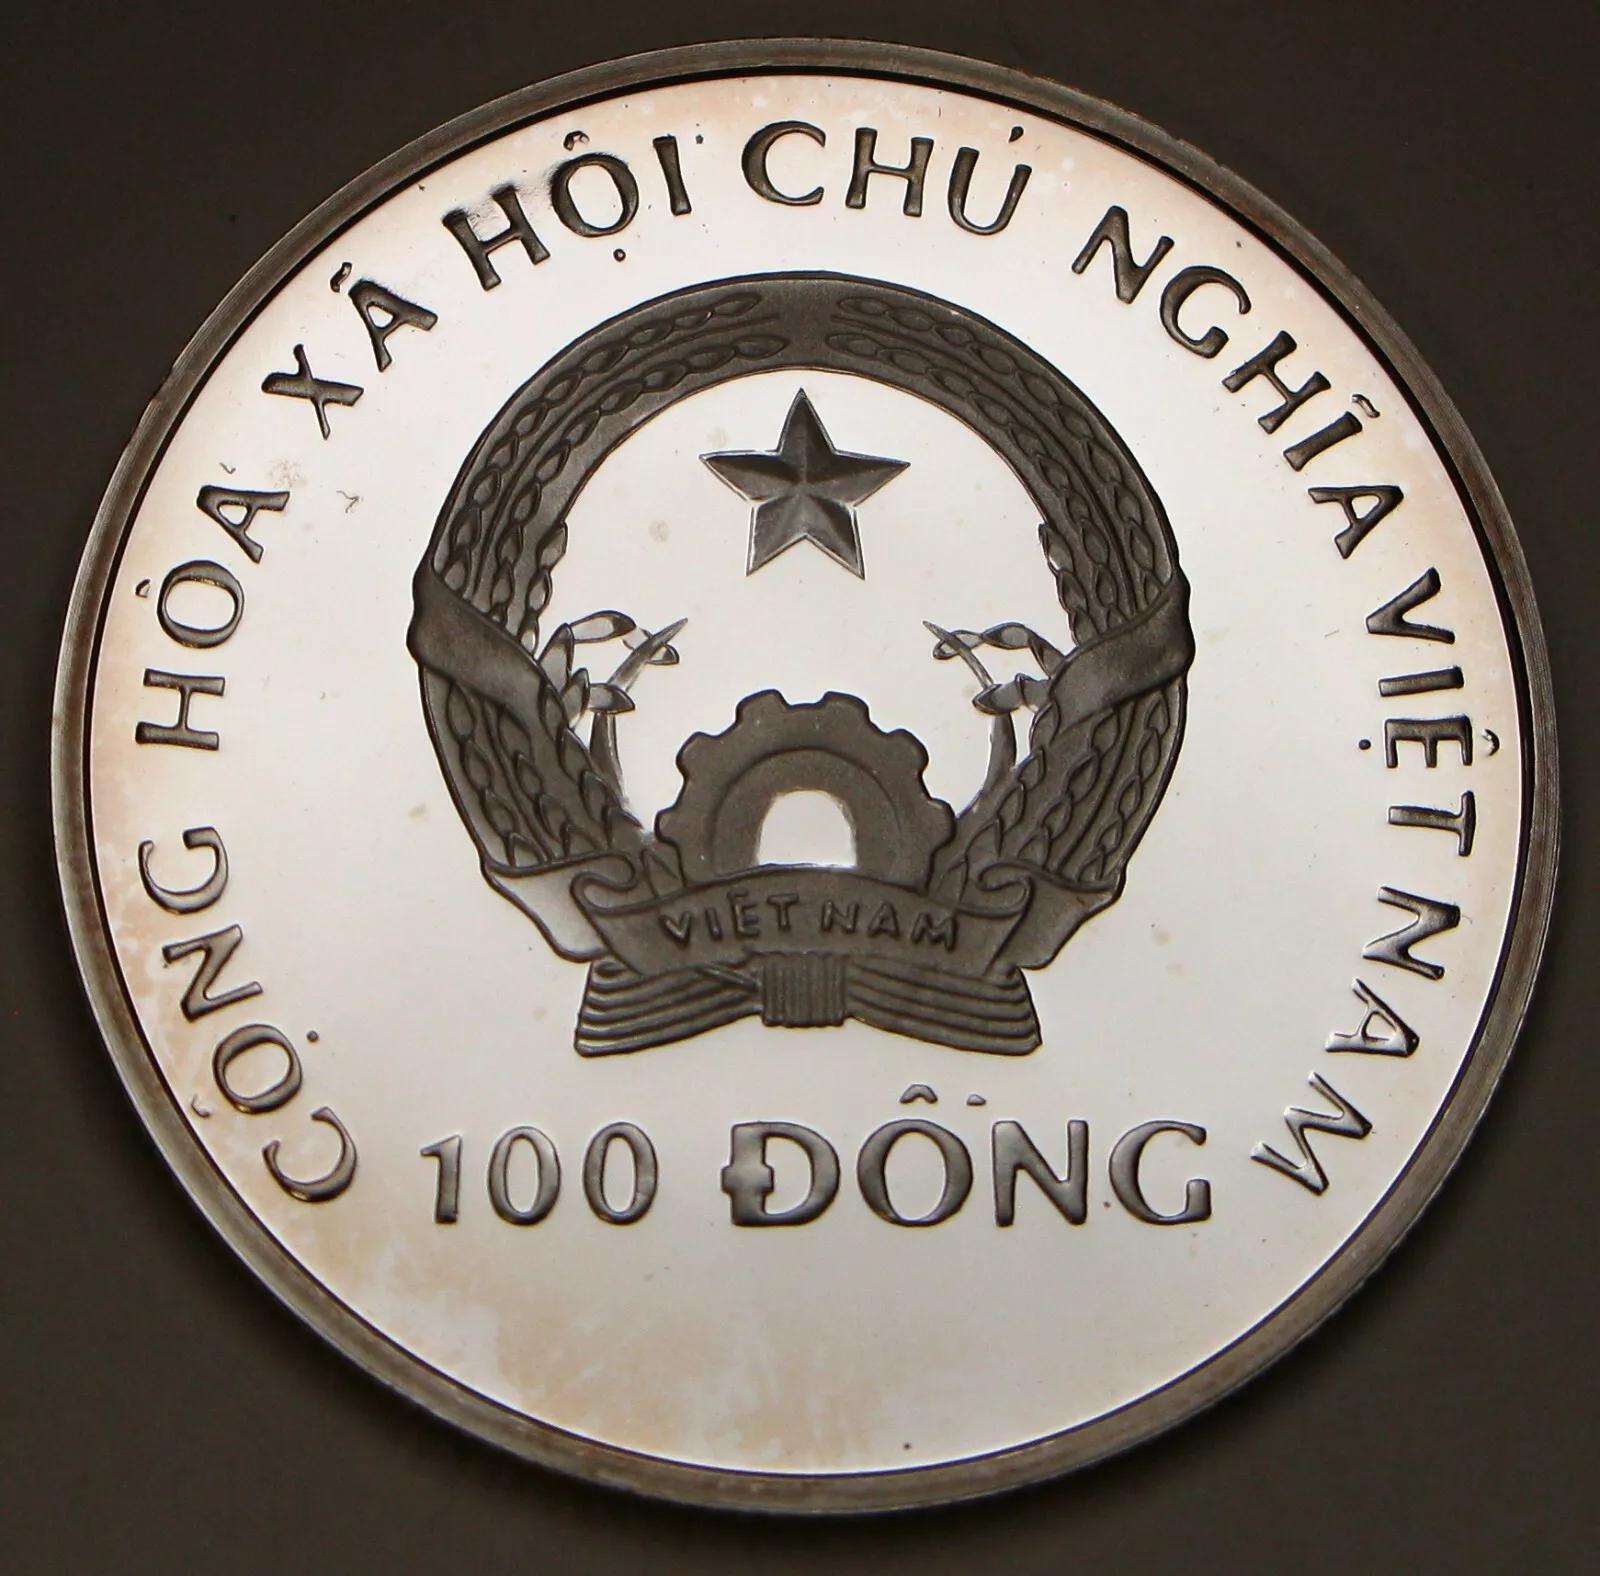 CỘNG HÒA XÃ HỘI CHỦ NGHĨA VIỆT NAM
VIỆT NAM
100 ĐỒNG